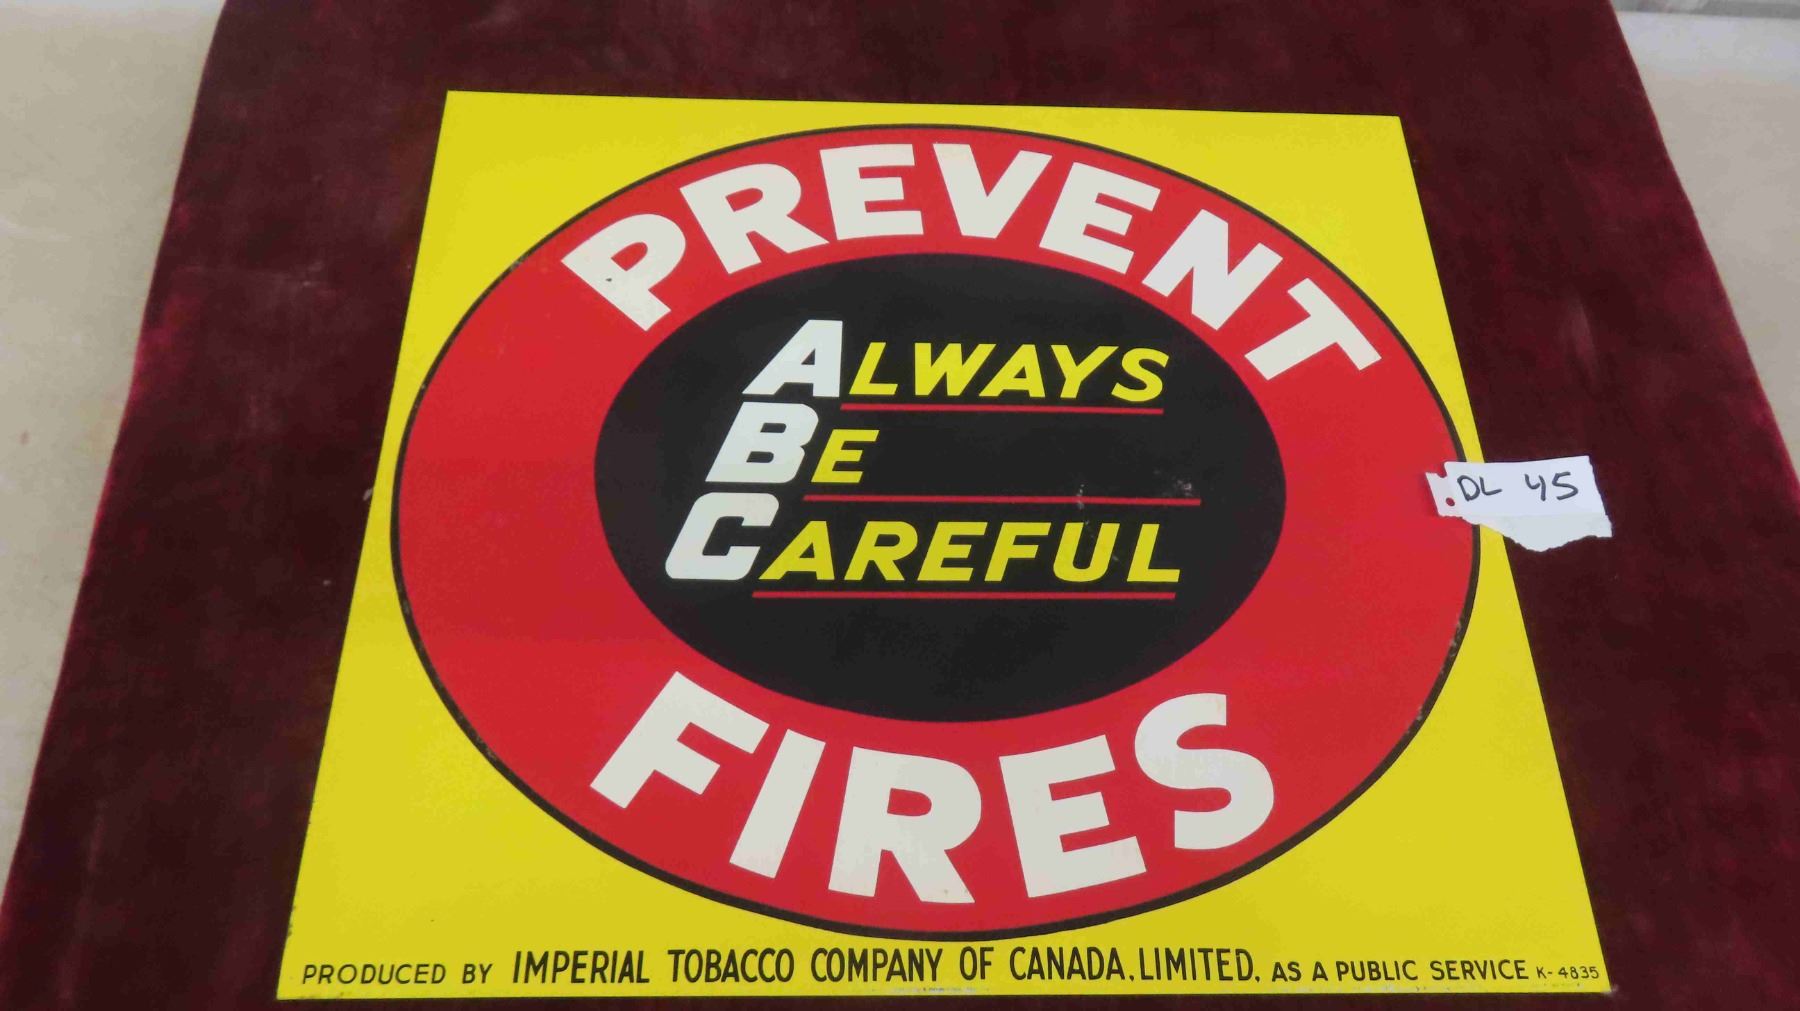 PREVENT
ALWAYS
BE
CAREFUL
FIRES
DL 45
PRODUCED BY IMPERIAL TOBACCO COMPANY OF CANADA, LIMITED, AS A PUBLIC SERVICE K-4835